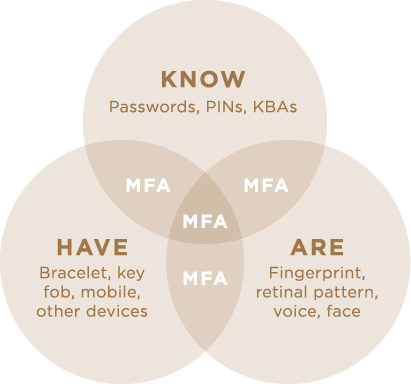 KNOW
Passwords, PINs, KBAs
MFA
MFA
MFA
HAVE
Bracelet, key
fob, mobile,
other devices
MFA
ARE
Fingerprint,
retinal pattern,
voice, face